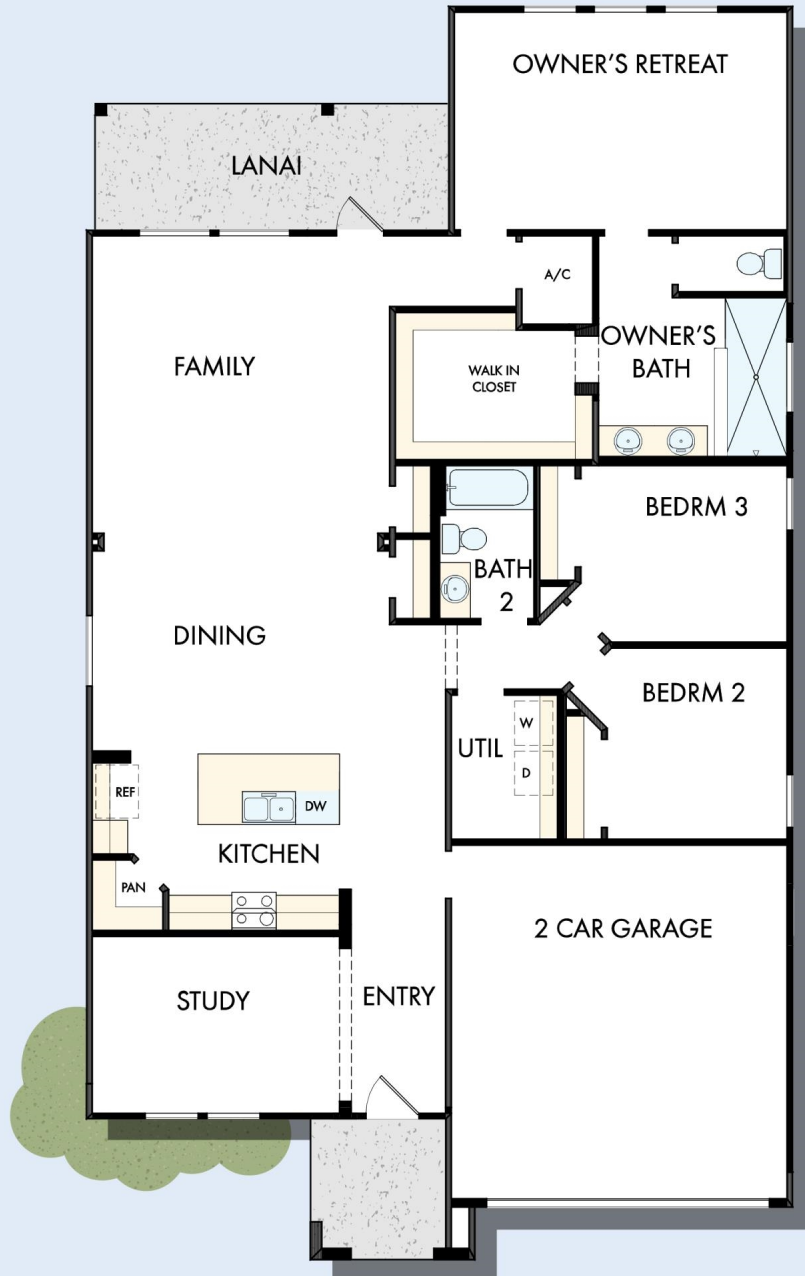 OWNER'S RETREAT
LANAI
A/C
OWNER'S
BATH
FAMILY
WALK IN
CLOSET
BEDRM 3
BATH
2
DINING
BEDRM 2
W
UTIL
D
REF
DW
KITCHEN
PAN
2 CAR GARAGE
STUDY
ENTRY